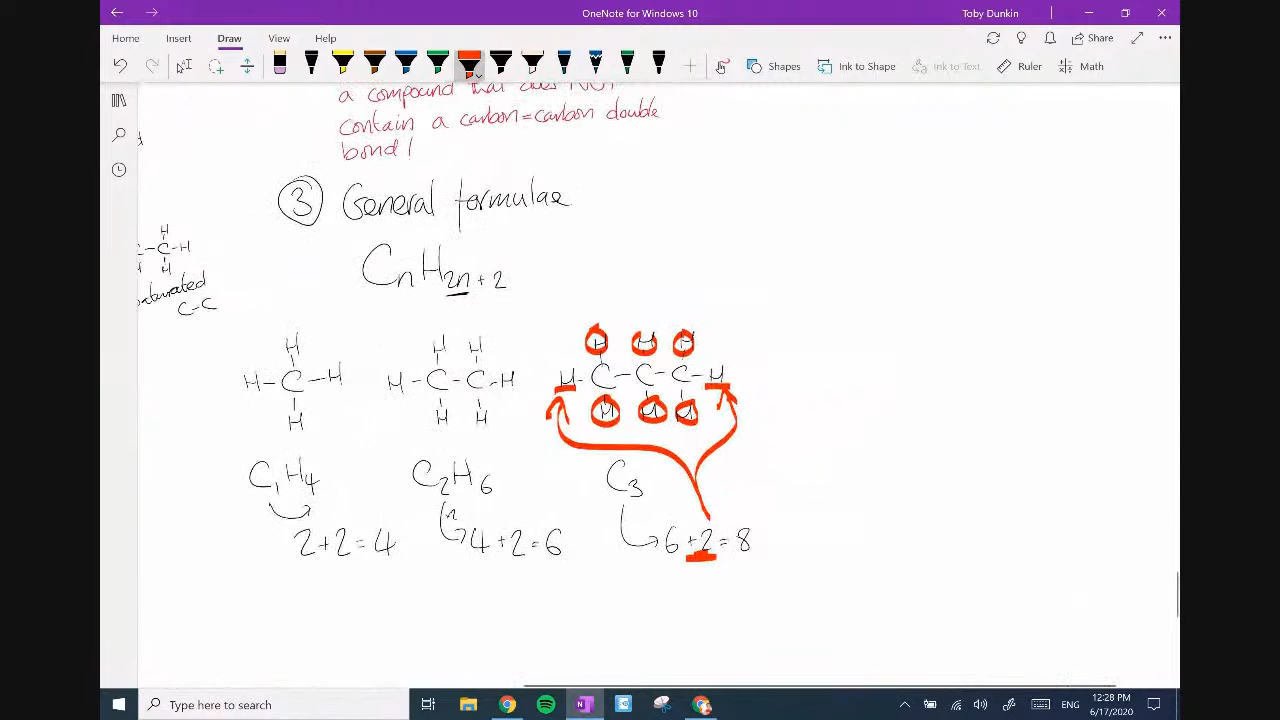 OneNote for Windows 10
Toby Dunkin
Home Insert Draw View Help
Share
Shapes Ink to Shape Ink to Text Ruler Math
a compound that does NOT
contain a carbon=carbon double
bond!
3 General formulae
CnH2n+2
H
-C-H
H
C-C
H H H H H H
H-C-H H-C-C-H H-C-C-C-H
H H H H H H
C1H4 C2H6 C3
2+2=4 4+2=6 6+2=8
Type here to search
12:28 PM
6/17/2020